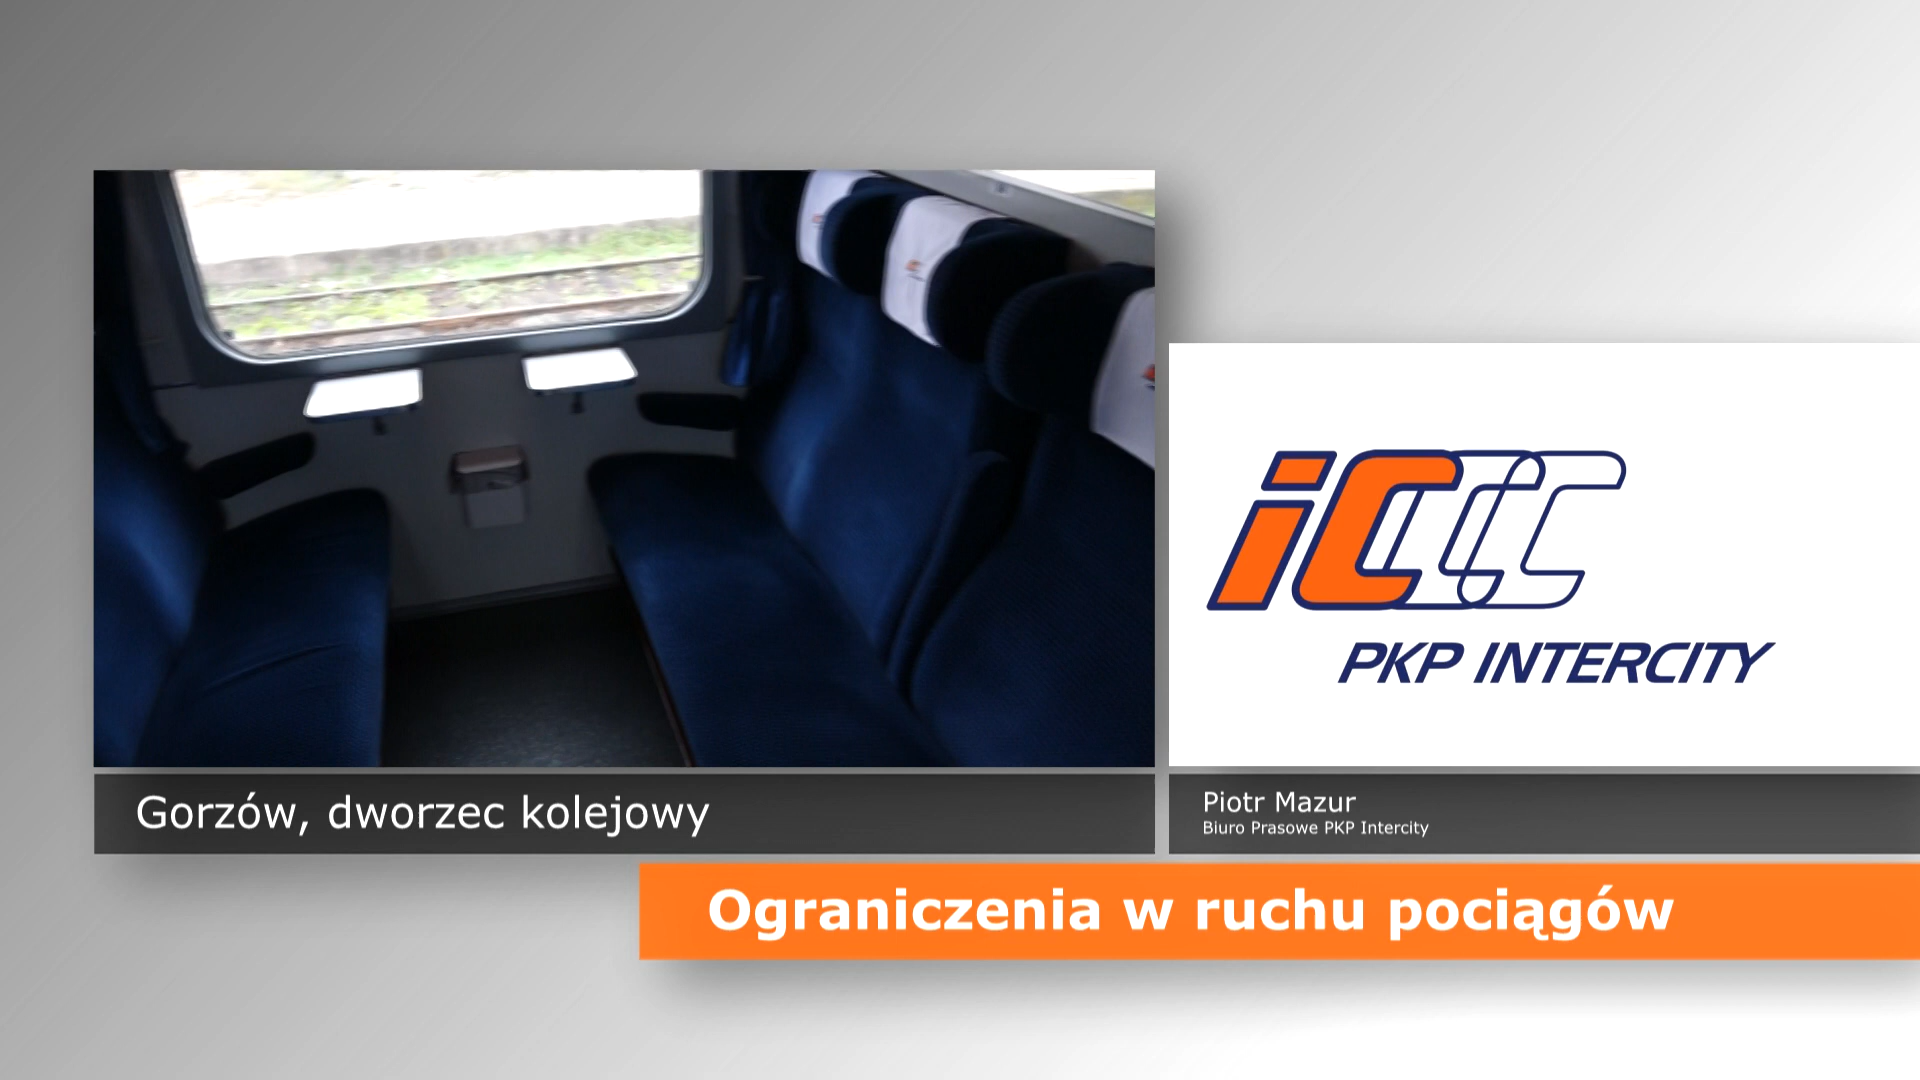 iC
PKP INTERCITY
Gorzów, dworzec kolejowy
Piotr Mazur
Biuro Prasowe PKP Intercity
Ograniczenia w ruchu pociągów